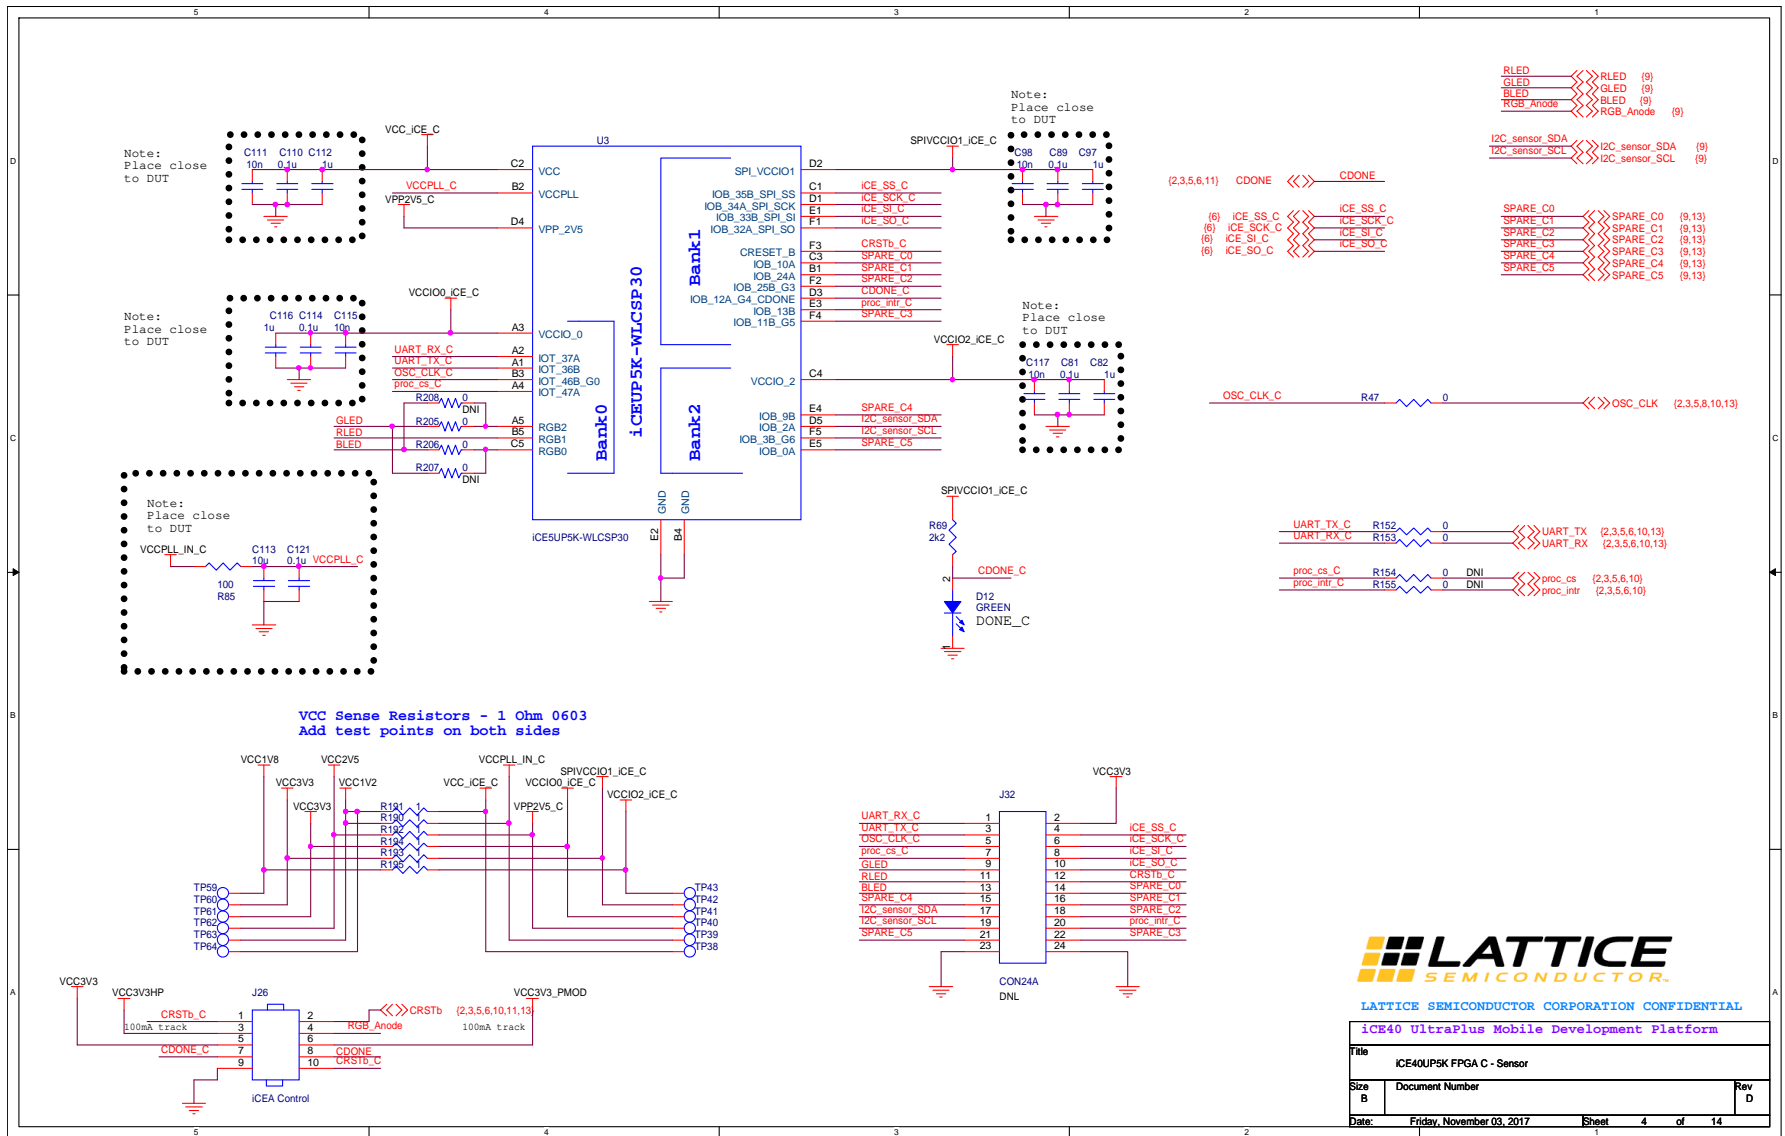 5 4 3 2 1
D
C
B
A
Note:
Place close
to DUT
C111 C110 C112
10n 0.1u 1u
VCC_iCE_C
VCCPLL_C
VPP2V5_C
Note:
Place close
to DUT
C116 C114 C115
1u 0.1u 10n
VCCIO0_iCE_C
UART_RX_C
UART_TX_C
OSC_CLK_C
proc_cs_C
R208 0
DNI
GLED R205 0
RLED
BLED R206 0
R207 0
DNI
U3
C2 VCC
B2 VCCPLL
D4 VPP_2V5
A3 VCCIO_0
A2 IOT_37A
A1 IOT_36B
B3 IOT_46B_G0
A4 IOT_47A
A5 RGB2
B5 RGB1
C5 RGB0
Bank0
iCEUP5K-WLCSP30
Bank1
Bank2
SPI_VCCIO1 D2
IOB_35B_SPI_SS C1 iCE_SS_C
IOB_34A_SPI_SCK D1 iCE_SCK_C
IOB_33B_SPI_SI E1 iCE_SI_C
IOB_32A_SPI_SO F1 iCE_SO_C
CRESET_B F3 CRSTb_C
IOB_10A C3 SPARE_C0
IOB_24A B1 SPARE_C1
IOB_25B_G3 F2 SPARE_C2
IOB_12A_G4_CDONE D3 CDONE_C
IOB_13B E3 proc_intr_C
IOB_11B_G5 F4 SPARE_C3
VCCIO_2 C4
IOB_9B E4 SPARE_C4
IOB_2A D5 I2C_sensor_SDA
IOB_3B_G6 F5 I2C_sensor_SCL
IOB_0A E5 SPARE_C5
GND GND
E2 B4
iCE5UP5K-WLCSP30
SPIVCCIO1_iCE_C
Note:
Place close
to DUT
C98 C89 C97
10n 0.1u 1u
VCCIO2_iCE_C
Note:
Place close
to DUT
C117 C81 C82
10n 0.1u 1u
Note:
Place close
to DUT
VCCPLL_IN_C
C113 C121
10u 0.1u
VCCPLL_C
100
R85
SPIVCCIO1_iCE_C
R69
2k2
CDONE_C
2
D12
GREEN
DONE_C
1
RLED RLED {9}
GLED GLED {9}
BLED BLED {9}
RGB_Anode RGB_Anode {9}
I2C_sensor_SDA I2C_sensor_SDA {9}
I2C_sensor_SCL I2C_sensor_SCL {9}
{2,3,5,6,11} CDONE CDONE
{6} iCE_SS_C iCE_SS_C
{6} iCE_SCK_C iCE_SCK_C
{6} iCE_SI_C iCE_SI_C
{6} iCE_SO_C iCE_SO_C
SPARE_C0 SPARE_C0 {9,13}
SPARE_C1 SPARE_C1 {9,13}
SPARE_C2 SPARE_C2 {9,13}
SPARE_C3 SPARE_C3 {9,13}
SPARE_C4 SPARE_C4 {9,13}
SPARE_C5 SPARE_C5 {9,13}
OSC_CLK_C R47 0 OSC_CLK {2,3,5,8,10,13}
UART_TX_C R152 0 UART_TX {2,3,5,6,10,13}
UART_RX_C R153 0 UART_RX {2,3,5,6,10,13}
proc_cs_C R154 0 DNI proc_cs {2,3,5,6,10}
proc_intr_C R155 0 DNI proc_intr {2,3,5,6,10}
VCC Sense Resistors - 1 Ohm 0603
Add test points on both sides
VCC1V8 VCC2V5 VCCPLL_IN_C
VCC3V3 VCC1V2 VCC_iCE_C VCCIO0_iCE_C SPIVCCIO1_iCE_C
VCC3V3 VPP2V5_C VCCIO2_iCE_C
R191 1
R190 1
R192 1
R194 1
R193 1
R195 1
TP59 TP43
TP60 TP42
TP61 TP41
TP62 TP40
TP63 TP39
TP64 TP38
VCC3V3
J32
UART_RX_C 1 2
UART_TX_C 3 4 iCE_SS_C
OSC_CLK_C 5 6 iCE_SCK_C
proc_cs_C 7 8 iCE_SI_C
GLED 9 10 iCE_SO_C
RLED 11 12 CRSTb_C
BLED 13 14 SPARE_C0
SPARE_C4 15 16 SPARE_C1
I2C_sensor_SDA 17 18 SPARE_C2
I2C_sensor_SCL 19 20 proc_intr_C
SPARE_C5 21 22 SPARE_C3
23 24
CON24A
DNL
VCC3V3
VCC3V3HP J26 VCC3V3_PMOD
CRSTb_C 1 2 CRSTb {2,3,5,6,10,11,13
100mA track 3 4 RGB_Anode 100mA track
5 6
CDONE_C 7 8 CDONE
9 10 CRSTb_C
iCEA Control
LATTICE
SEMICONDUCTOR
LATTICE SEMICONDUCTOR CORPORATION CONFIDENTIAL
iCE40 UltraPlus Mobile Development Platform
Title
iCE40UP5K FPGA C - Sensor
Size Document Number Rev
B D
Date: Friday, November 03, 2017 Sheet 4 of 14
5 4 3 2 1
D
C
B
A